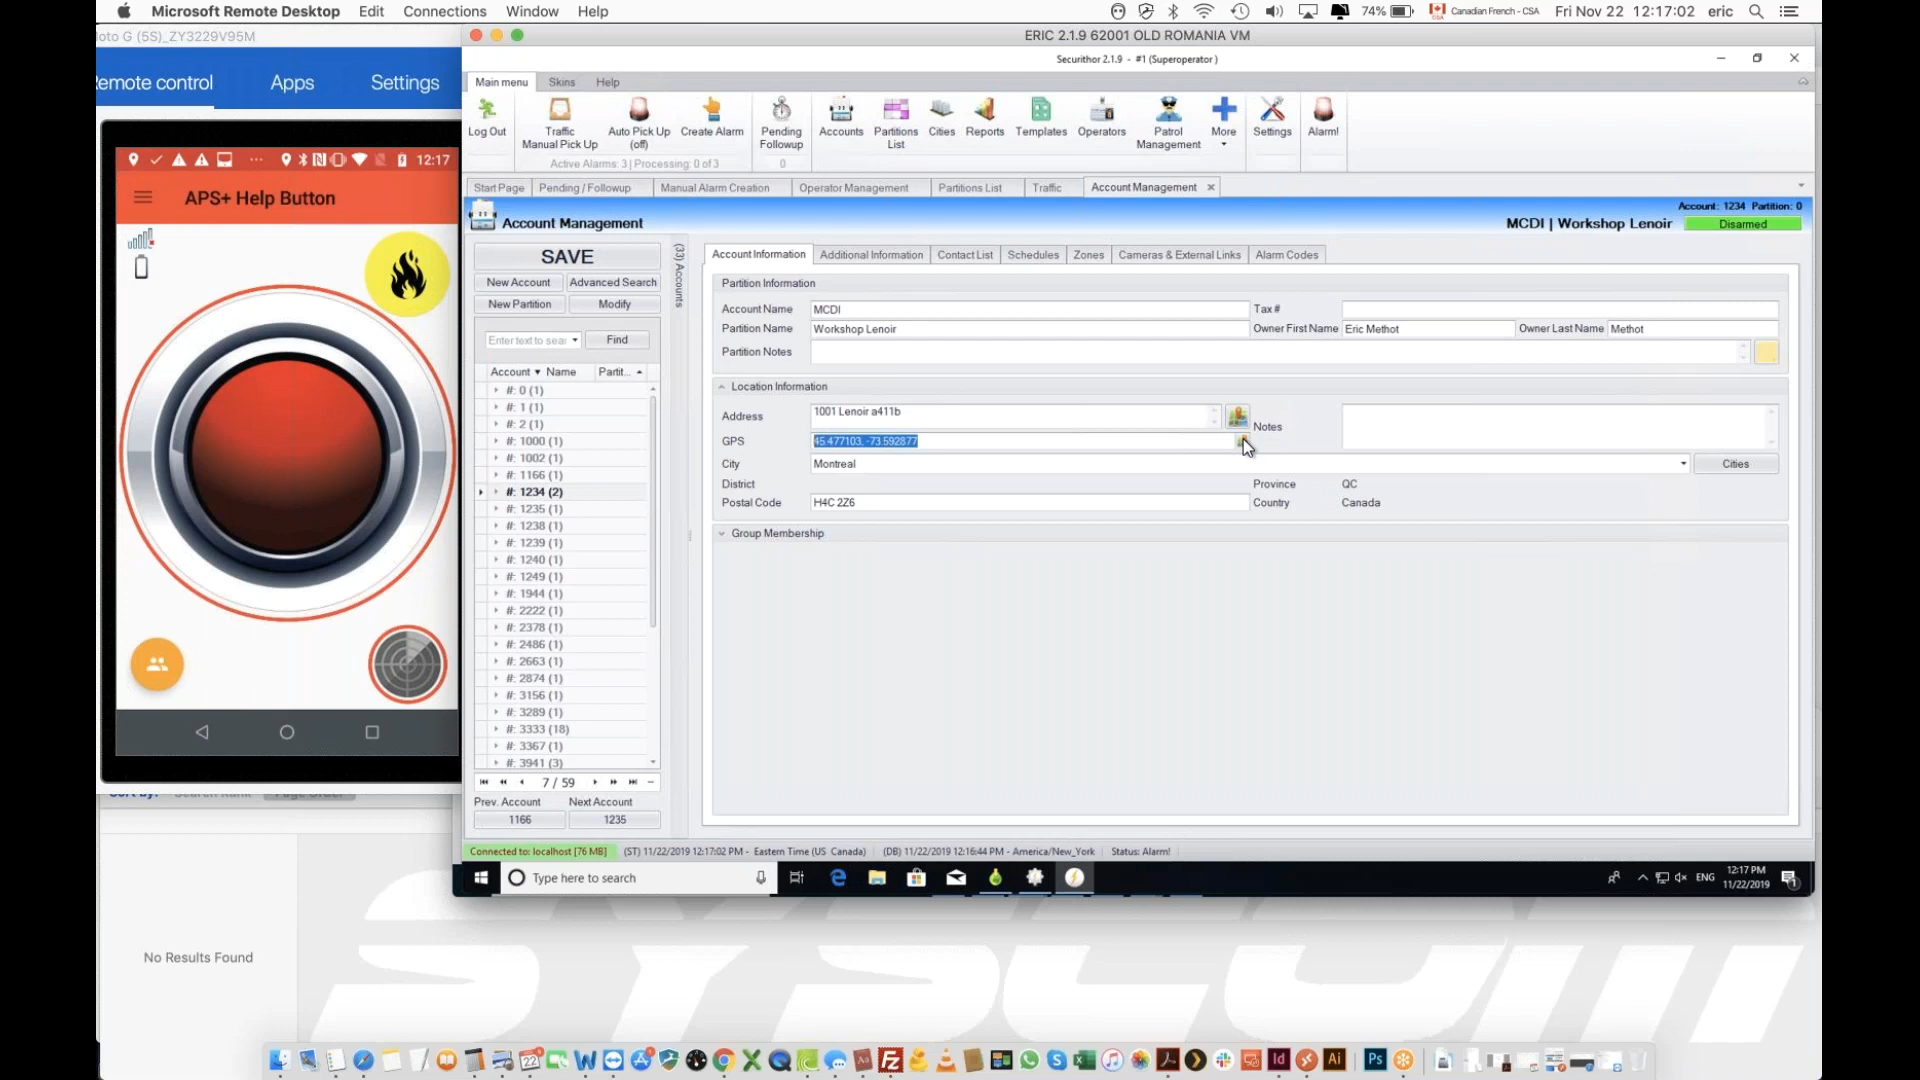 Microsoft Remote Desktop Edit Connections Window Help
74% Canadian French - CSA Fri Nov 22 12:17:02 eric
oto G (5S)_ZY3229V95M
emote control Apps Settings
12:17
APS+ Help Button
No Results Found
ERIC 2.1.9 62001 OLD ROMANIA VM
Securithor 2.1.9 - #1 (Superoperator )
Main menu Skins Help
Log Out
Traffic Manual Pick Up
Auto Pick Up (off)
Create Alarm
Pending Followup
Accounts
Partitions List
Cities
Reports
Templates
Operators
Patrol Management
More
Settings
Alarm!
Active Alarms: 3 | Processing: 0 of 3
0
Start Page Pending / Followup Manual Alarm Creation Operator Management Partitions List Traffic Account Management
Account: 1234 Partition: 0
Account Management
MCDI | Workshop Lenoir Disarmed
SAVE
New Account Advanced Search
New Partition Modify
Find
Account Name Partit...
#: 0 (1)
#: 1 (1)
#: 2 (1)
#: 1000 (1)
#: 1002 (1)
#: 1166 (1)
#: 1234 (2)
#: 1235 (1)
#: 1238 (1)
#: 1239 (1)
#: 1240 (1)
#: 1249 (1)
#: 1944 (1)
#: 2222 (1)
#: 2378 (1)
#: 2486 (1)
#: 2663 (1)
#: 2874 (1)
#: 3156 (1)
#: 3289 (1)
#: 3333 (18)
#: 3367 (1)
#: 3941 (3)
7 / 59
Prev. Account Next Account
1166 1235
(33) Accounts
Account Information Additional Information Contact List Schedules Zones Cameras & External Links Alarm Codes
Partition Information
Account Name MCDI Tax #
Partition Name Workshop Lenoir Owner First Name Eric Methot Owner Last Name Methot
Partition Notes
Location Information
Address 1001 Lenoir a411b Notes
GPS 45.477103, -73.592877
City Montreal Cities
District Province QC
Postal Code H4C 2Z6 Country Canada
Group Membership
Connected to: localhost [76 MB] (ST) 11/22/2019 12:17:02 PM - Eastern Time (US Canada) (DB) 11/22/2019 12:16:44 PM - America/New_York Status: Alarm!
Type here to search
ENG 12:17 PM
11/22/2019
SYSCOM